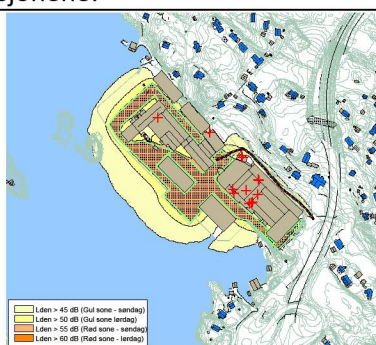 Lden > 45 dB (Gul sone - søndag)
Lden > 50 dB (Gul sone lørdag)
Lden > 55 dB (Rød sone - søndag)
Lden > 60 dB (Rød sone - lørdag)